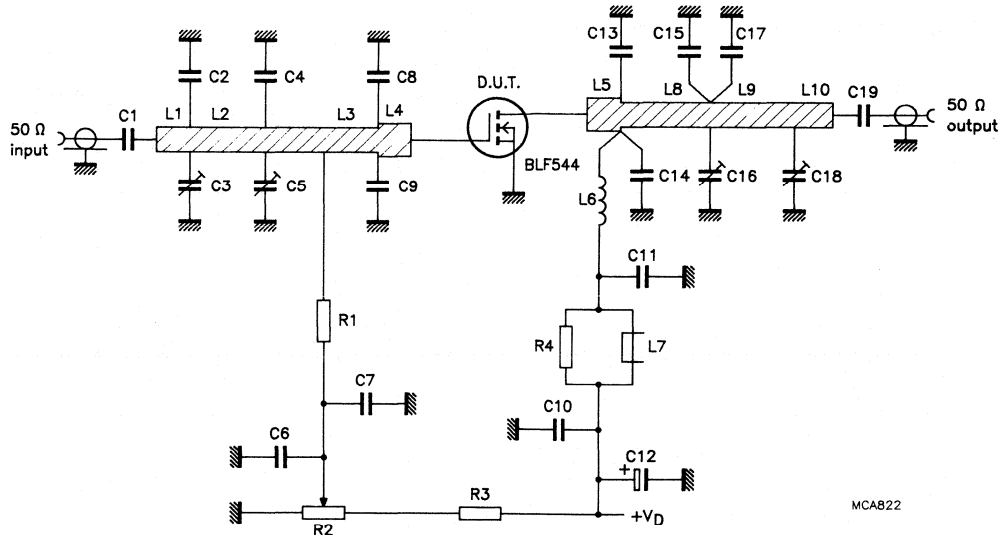 C13
C15
C17
C2
C4
C8
D.U.T.
L5
L8
L9
L10
C19
L1
L2
L3
L4
50 Ω
input
C1
50 Ω
output
BLF544
C3
C5
C9
C14
C16
C18
L6
C11
R1
R4
L7
C7
C10
C6
C12
+
R3
R2
+VD
MCA822